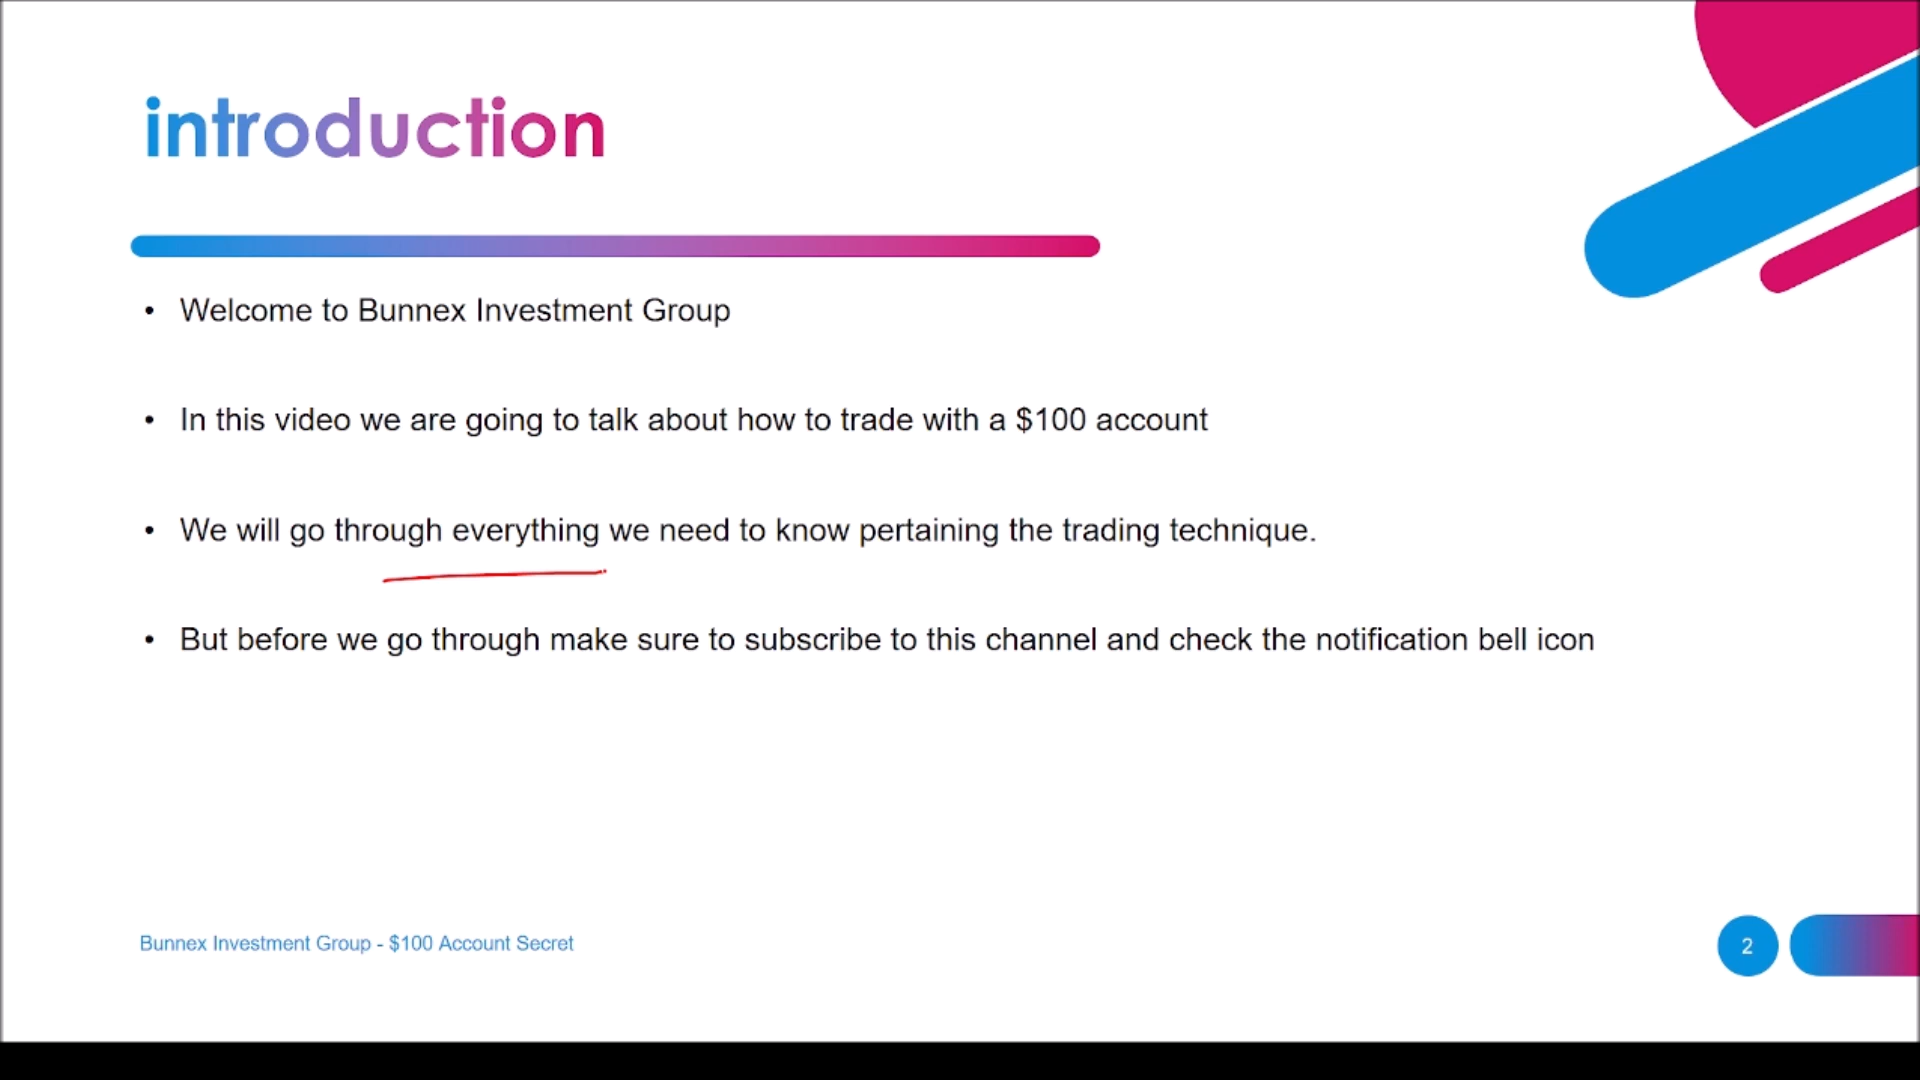 introduction
• Welcome to Bunnex Investment Group
• In this video we are going to talk about how to trade with a $100 account
• We will go through everything we need to know pertaining the trading technique.
• But before we go through make sure to subscribe to this channel and check the notification bell icon
Bunnex Investment Group - $100 Account Secret
2